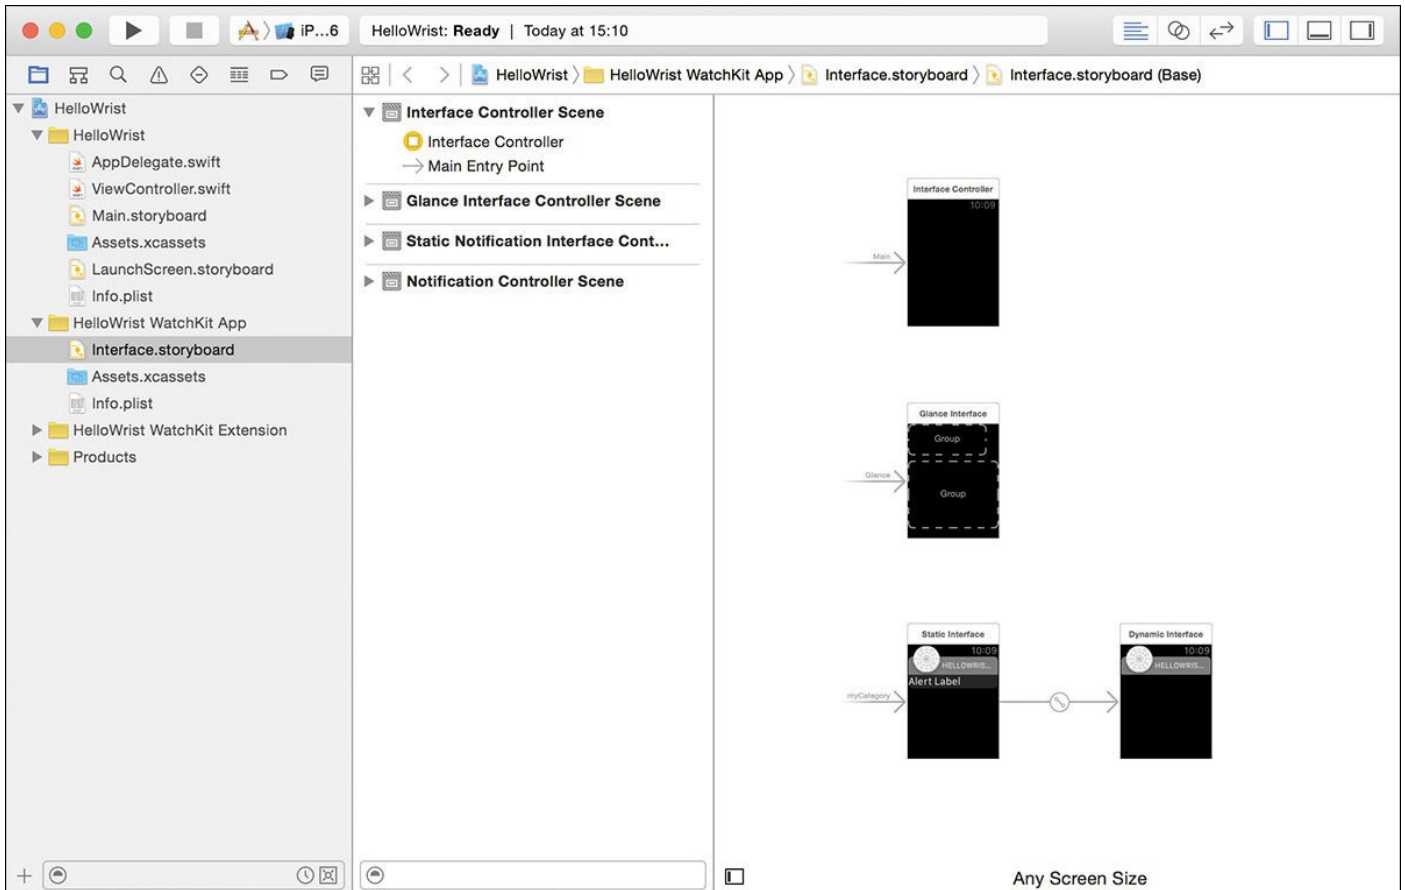 iP...6
HelloWrist: Ready | Today at 15:10
HelloWrist
HelloWrist WatchKit App
Interface.storyboard
Interface.storyboard (Base)
HelloWrist
HelloWrist
AppDelegate.swift
ViewController.swift
Main.storyboard
Assets.xcassets
LaunchScreen.storyboard
Info.plist
HelloWrist WatchKit App
Interface.storyboard
Assets.xcassets
Info.plist
HelloWrist WatchKit Extension
Products
Interface Controller Scene
Interface Controller
Main Entry Point
Glance Interface Controller Scene
Static Notification Interface Cont...
Notification Controller Scene
Interface Controller
10:09
Main
Glance Interface
Group
Glance
Group
Static Interface
10:09
HELLOWRIS...
Alert Label
myCategory
Dynamic Interface
10:09
HELLOWRIS...
Any Screen Size